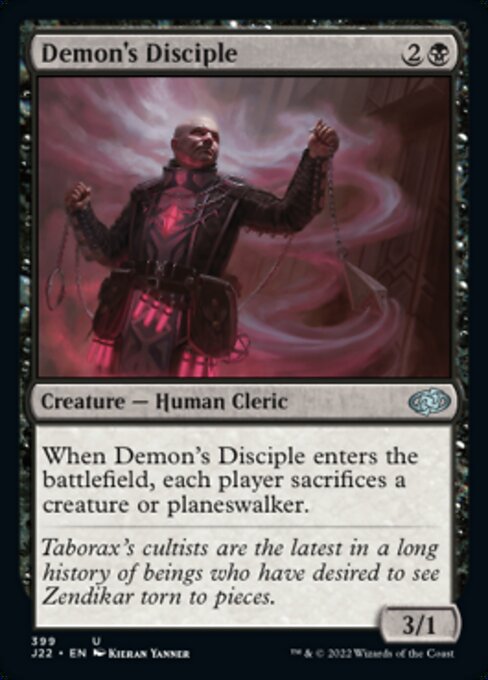 Demon's Disciple 2
Creature — Human Cleric
When Demon's Disciple enters the
battlefield, each player sacrifices a
creature or planeswalker.
Taborax's cultists are the latest in a long
history of beings who have desired to see
Zendikar torn to pieces.
3/1
399 U
J22 • EN Kieran Yanner ™ & © 2022 Wizards of the Coast